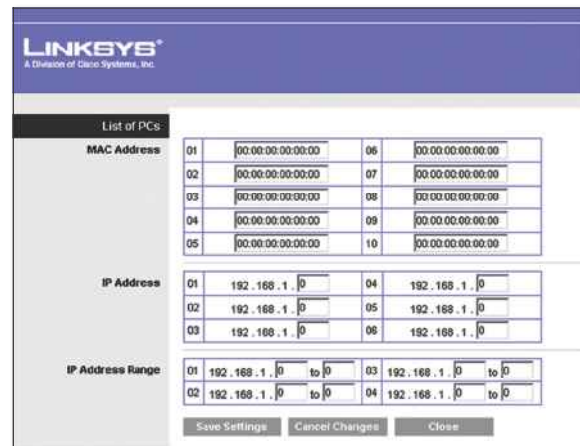 LINKSYS®
A Division of Cisco Systems, Inc.
List of PCs
MAC Address
01 00:00:00:00:00:00 06 00:00:00:00:00:00
02 00:00:00:00:00:00 07 00:00:00:00:00:00
03 00:00:00:00:00:00 08 00:00:00:00:00:00
04 00:00:00:00:00:00 09 00:00:00:00:00:00
05 00:00:00:00:00:00 10 00:00:00:00:00:00
IP Address
01 192.168.1.0 04 192.168.1.0
02 192.168.1.0 05 192.168.1.0
03 192.168.1.0 06 192.168.1.0
IP Address Range
01 192.168.1.0 to 0 03 192.168.1.0 to 0
02 192.168.1.0 to 0 04 192.168.1.0 to 0
Save Settings Cancel Changes Close